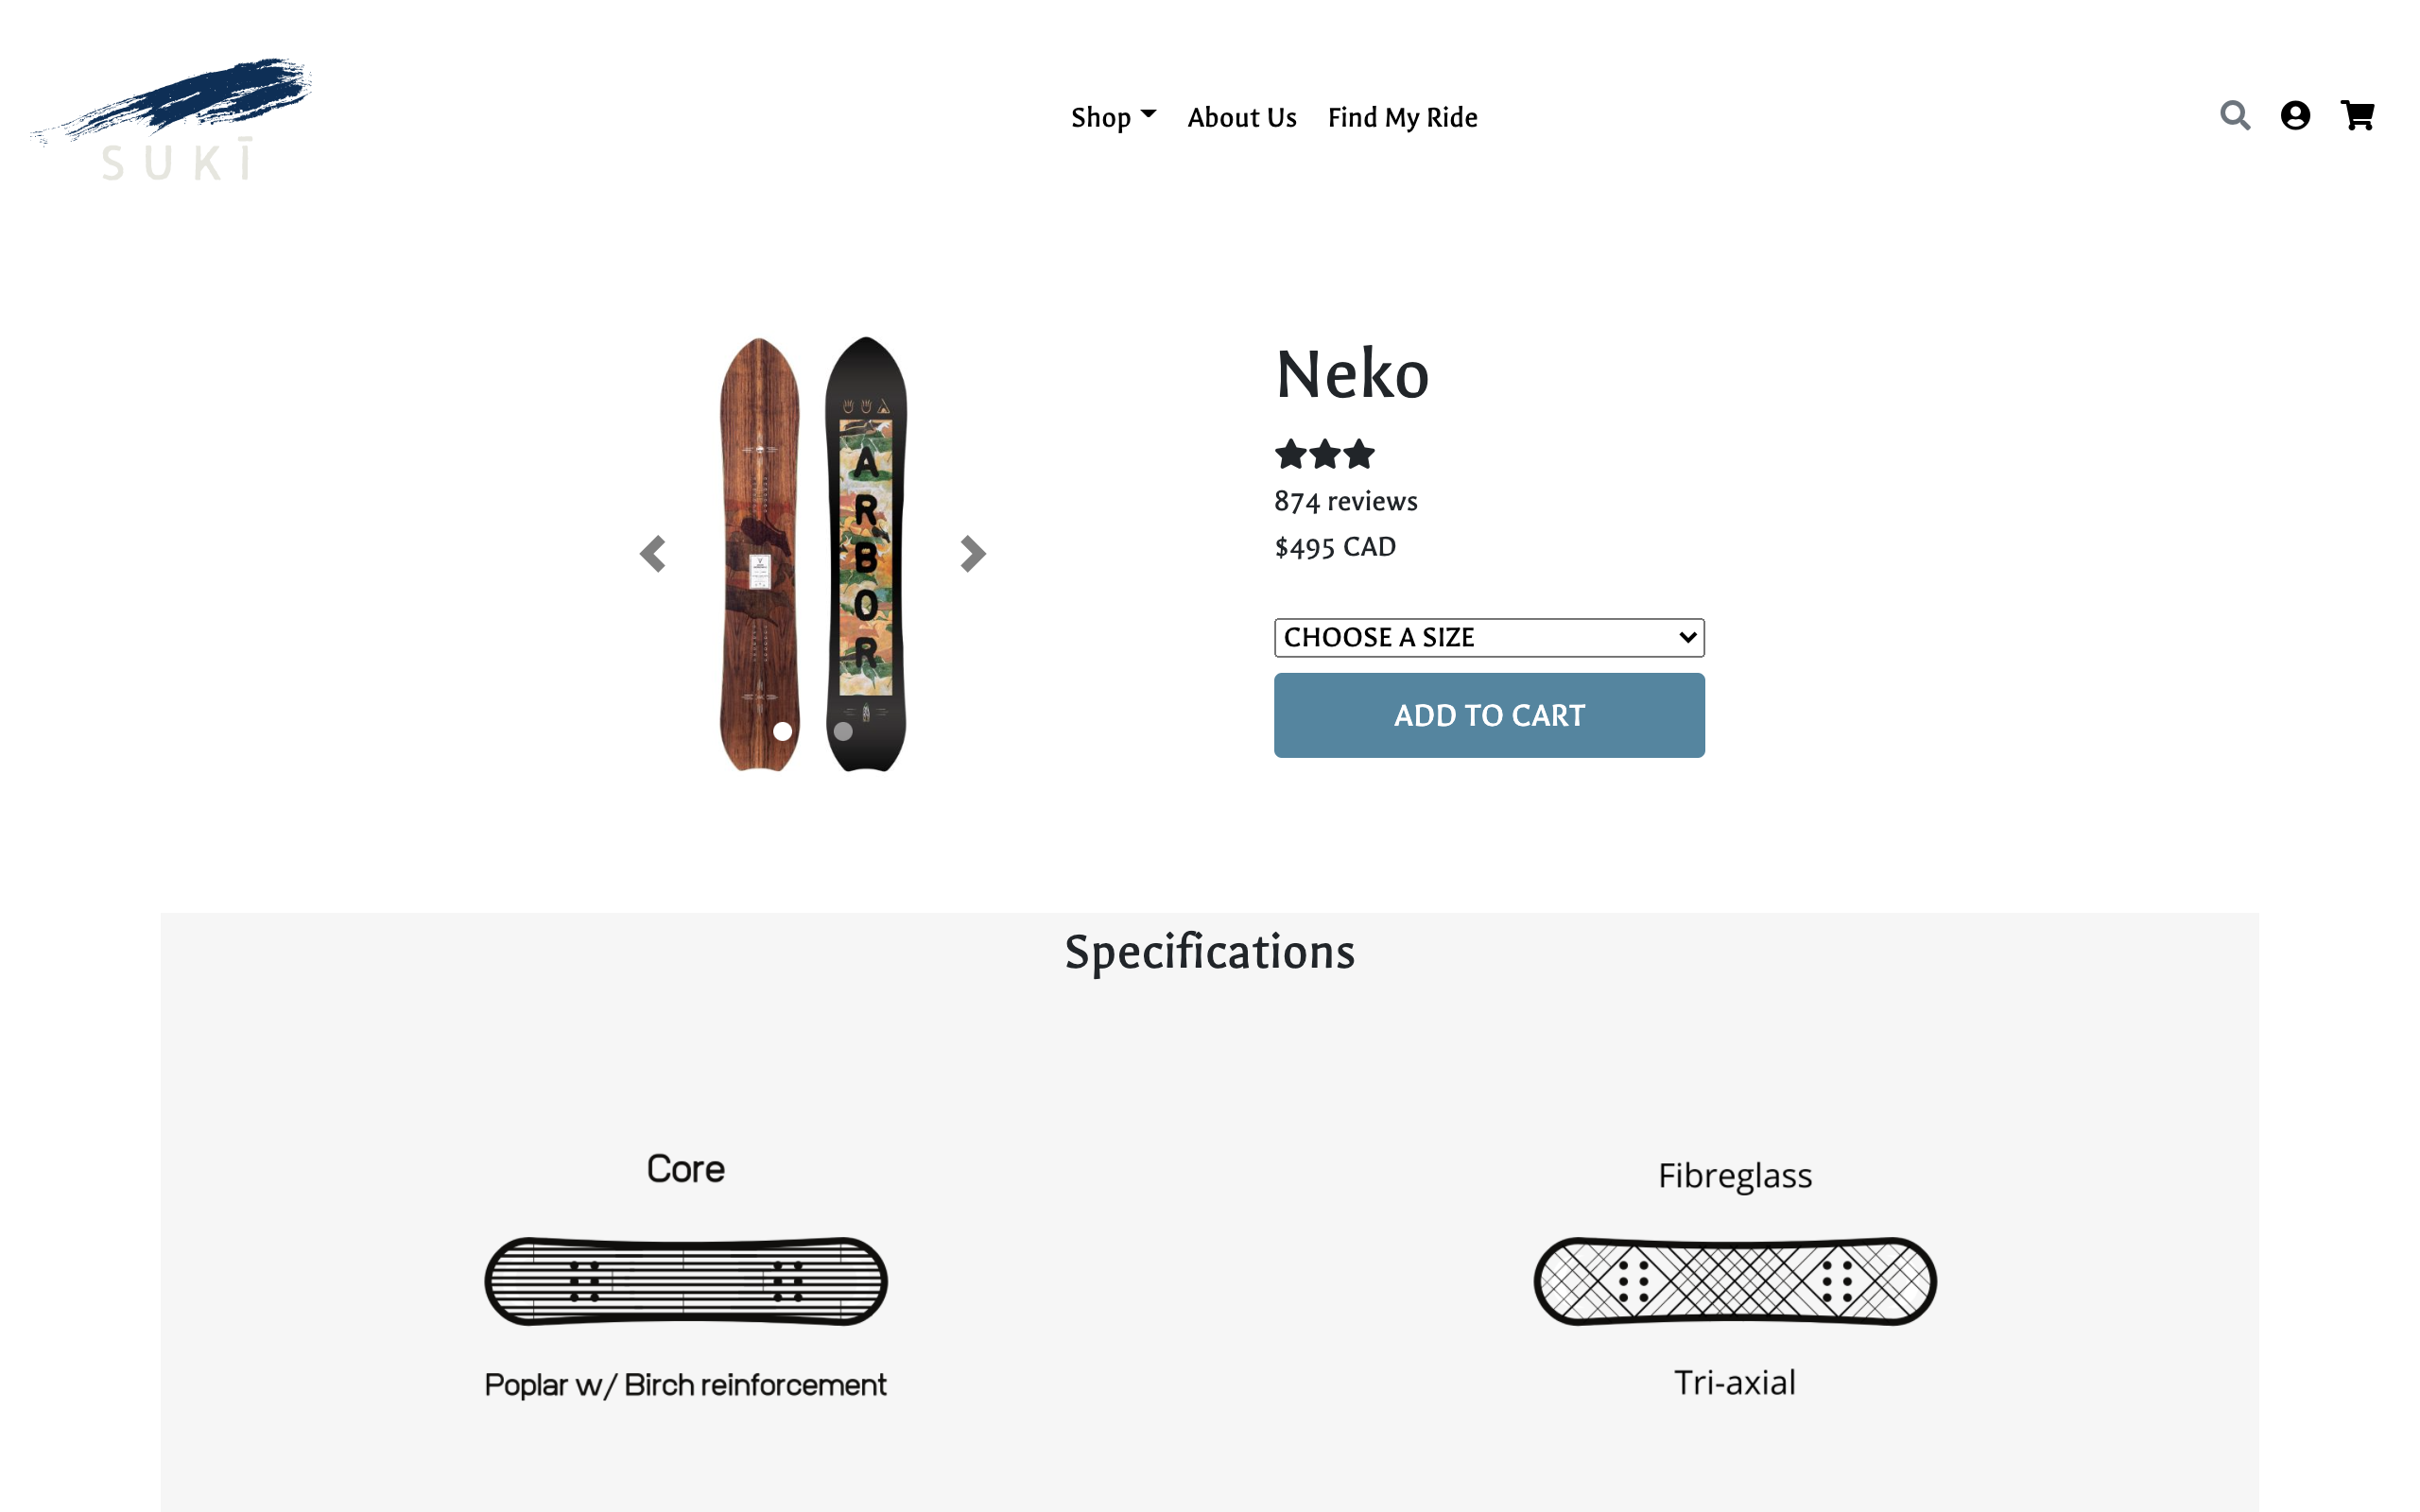 SUKĪ
Shop
About Us
Find My Ride
Neko
874 reviews
$495 CAD
CHOOSE A SIZE
ADD TO CART
ARBOR
Specifications
Core
Fibreglass
Poplar w/ Birch reinforcement
Tri-axial